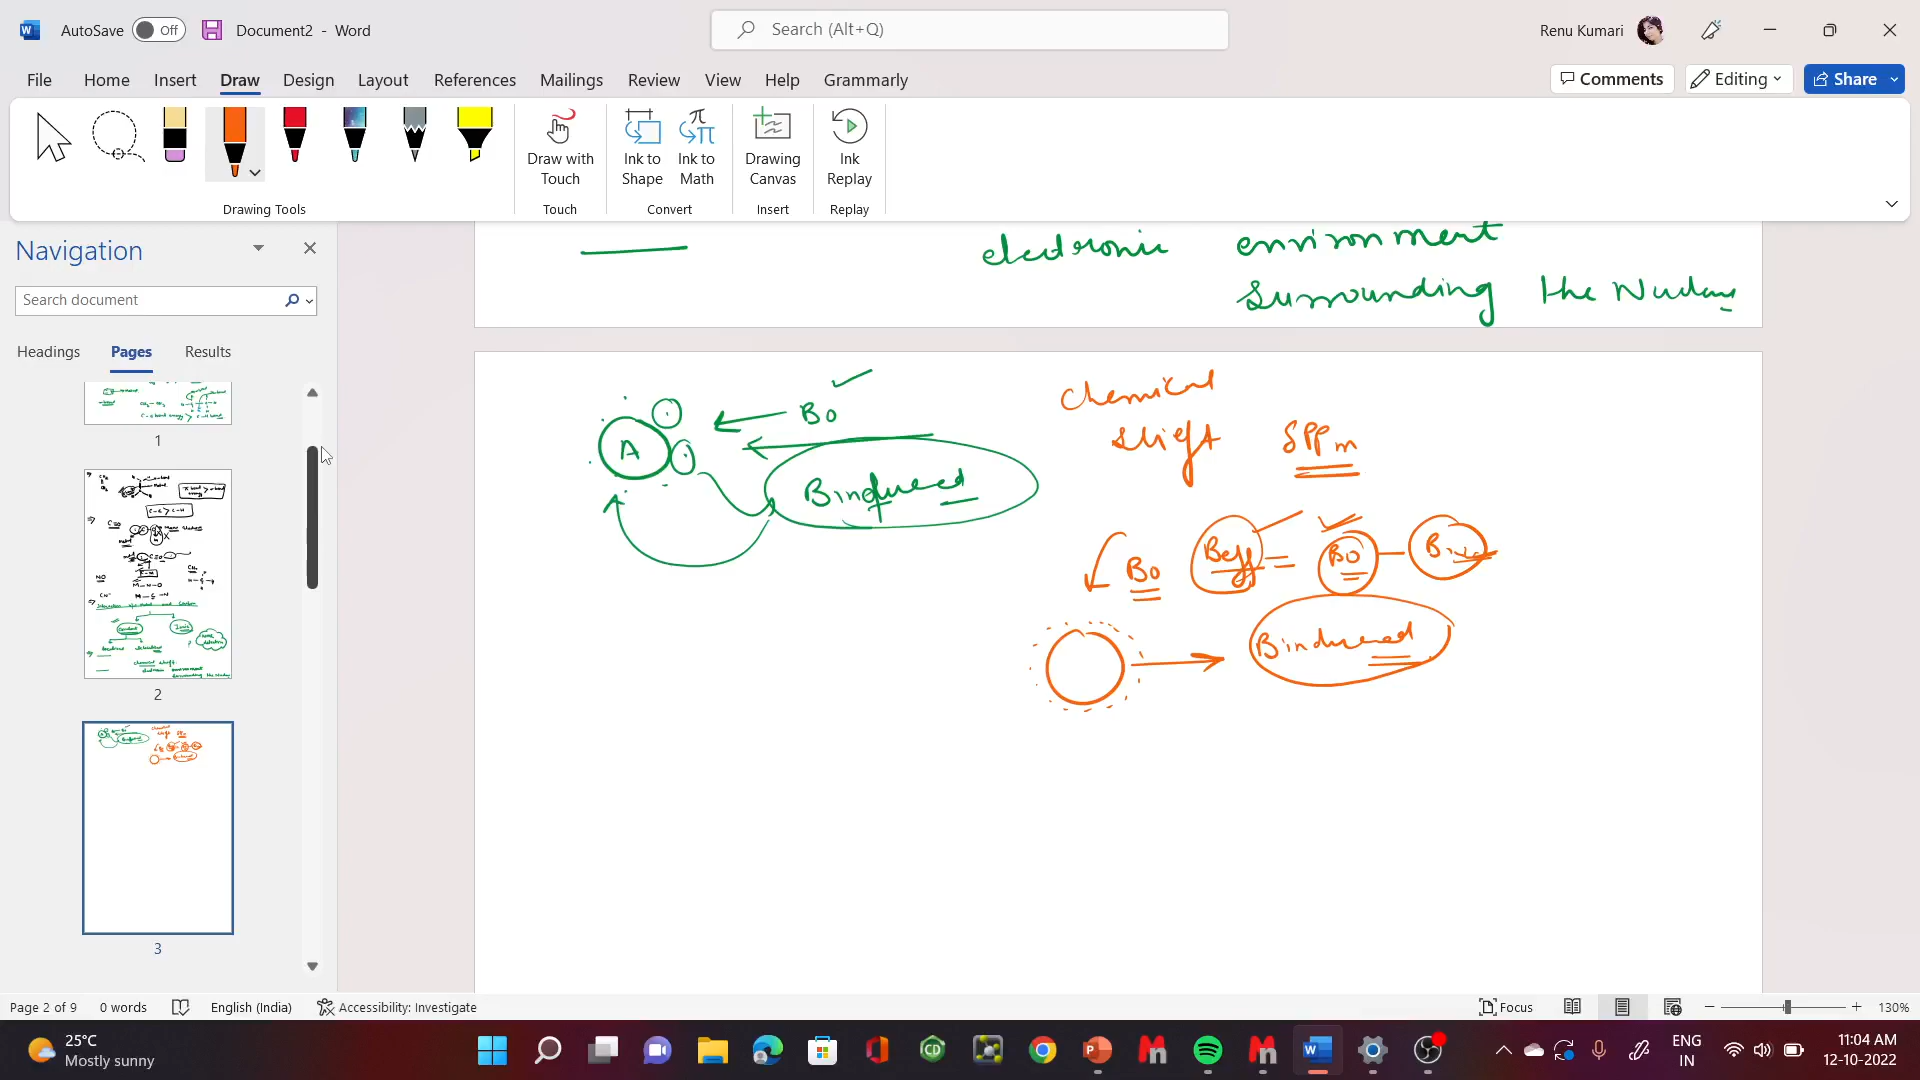 AutoSave Off Document2 - Word
Search (Alt+Q)
Renu Kumari
File Home Insert Draw Design Layout References Mailings Review View Help Grammarly
Comments Editing Share
Draw with Touch
Ink to Shape
Ink to Math
Drawing Canvas
Ink Replay
Drawing Tools Touch Convert Insert Replay
Navigation
Search document
Headings Pages Results
1
2
3
electronic environment
surrounding the
A
B0
Binduced
Chemical
shift δPPm
B0 Beff = B0 - Bind
Binduced
Page 2 of 9 0 words English (India) Accessibility: Investigate
Focus 130%
25°C
Mostly sunny
ENG
IN
11:04 AM
12-10-2022